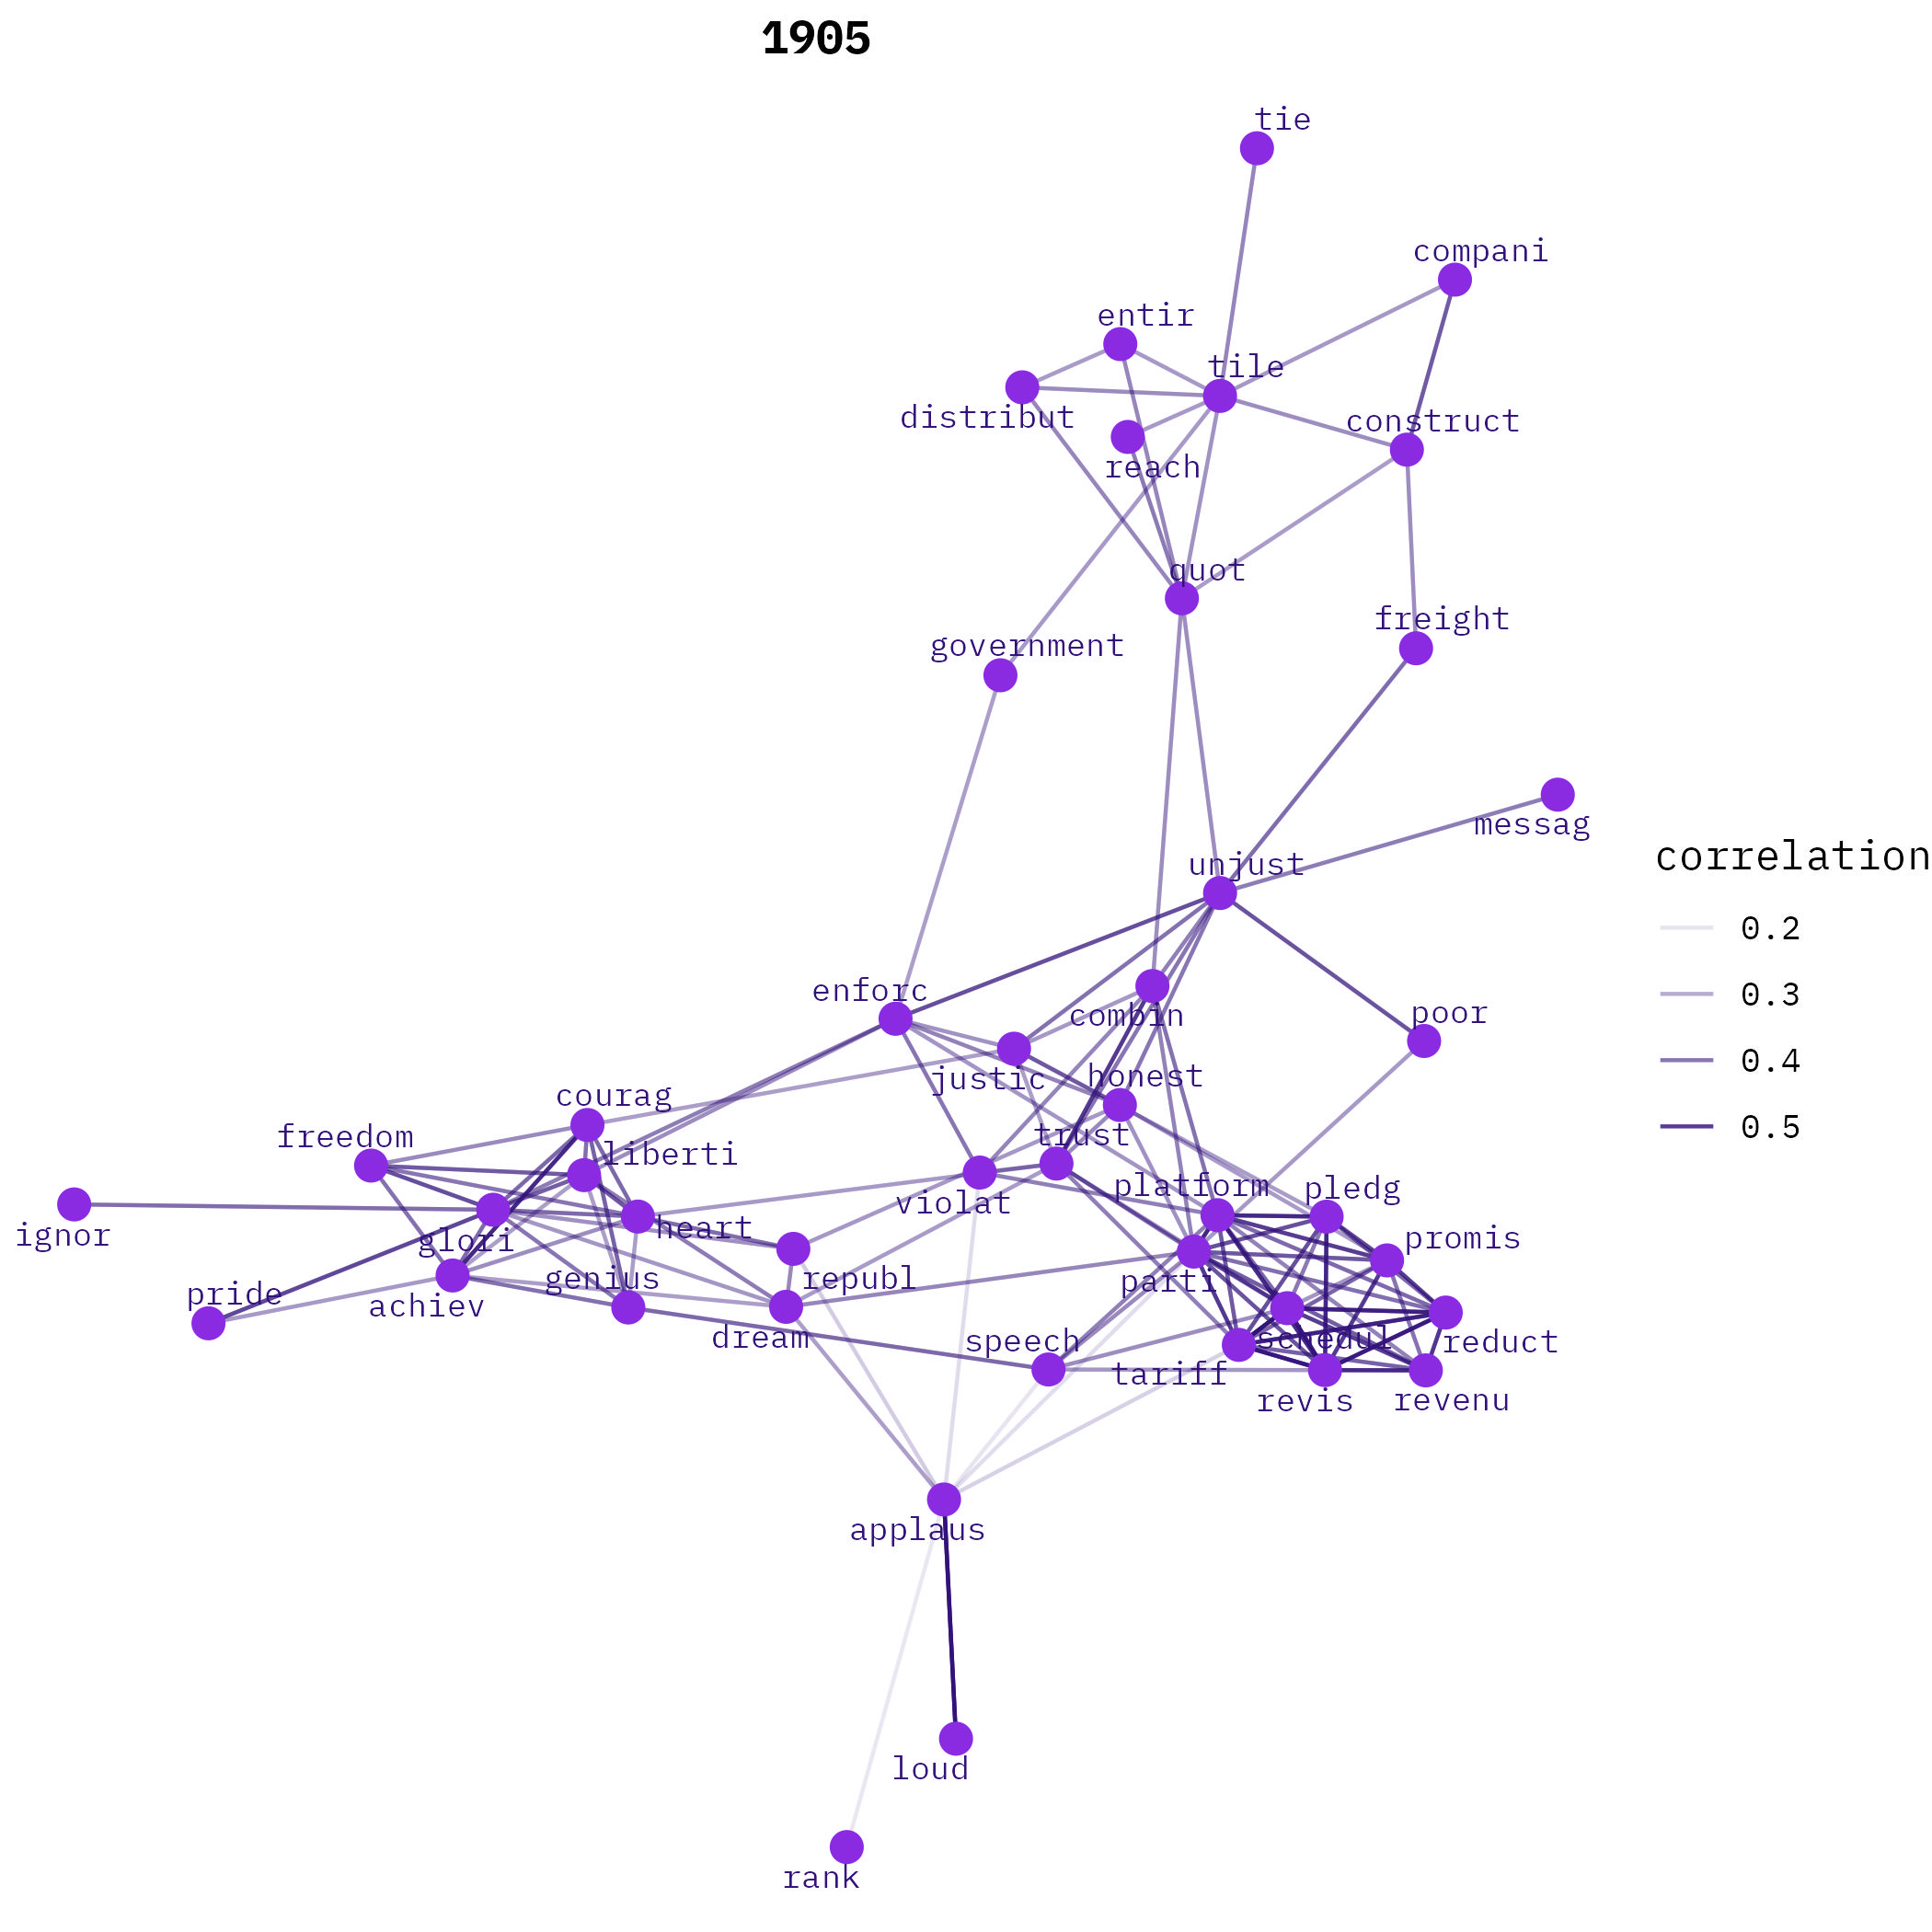 1905
tie
compani
entir
tile
distribut
construct
reach
quot
freight
government
messag
unjust
correlation
0.2
0.3
0.4
0.5
enforc
combin
poor
justic
honest
courag
freedom
liberti
trust
violat
platform
pledg
ignor
heart
glori
promis
republ
genius
parti
pride
achiev
dream
speech
schedul
reduct
tariff
revis
revenu
applaus
loud
rank